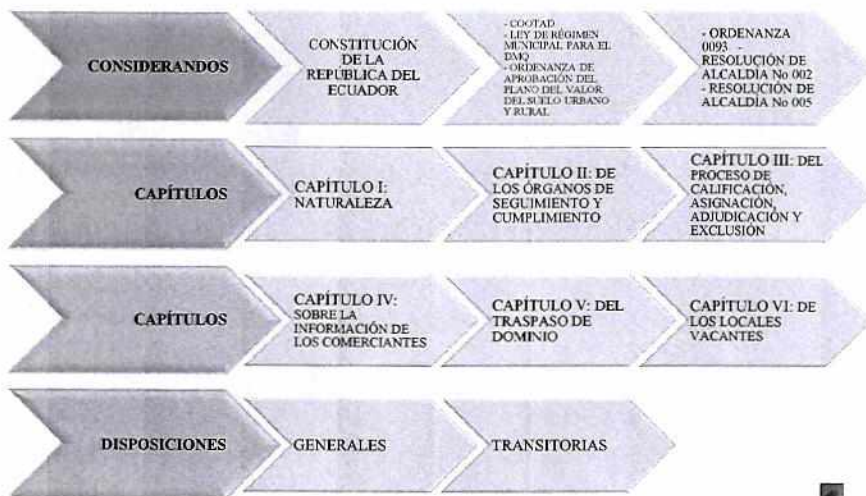 CONSIDERANDOS
CONSTITUCIÓN
DE LA
REPÚBLICA DEL
ECUADOR
- COOTAD
- LEY DE RÉGIMEN
MUNICIPAL PARA EL
DMQ
- ORDENANZA DE
APROBACIÓN DEL
PLANO DEL VALOR
DEL SUELO URBANO
Y RURAL
- ORDENANZA
0093 -
RESOLUCIÓN DE
ALCALDÍA No 002
- RESOLUCIÓN DE
ALCALDÍA No 005
CAPÍTULOS
CAPÍTULO I:
NATURALEZA
CAPÍTULO II: DE
LOS ÓRGANOS DE
SEGUIMIENTO Y
CUMPLIMIENTO
CAPÍTULO III: DEL
PROCESO DE
CALIFICACIÓN,
ASIGNACIÓN,
ADJUDICACIÓN Y
EXCLUSIÓN
CAPÍTULOS
CAPÍTULO IV:
SOBRE LA
INFORMACIÓN DE
LOS COMERCIANTES
CAPÍTULO V: DEL
TRASPASO DE
DOMINIO
CAPÍTULO VI: DE
LOS LOCALES
VACANTES
DISPOSICIONES
GENERALES
TRANSITORIAS